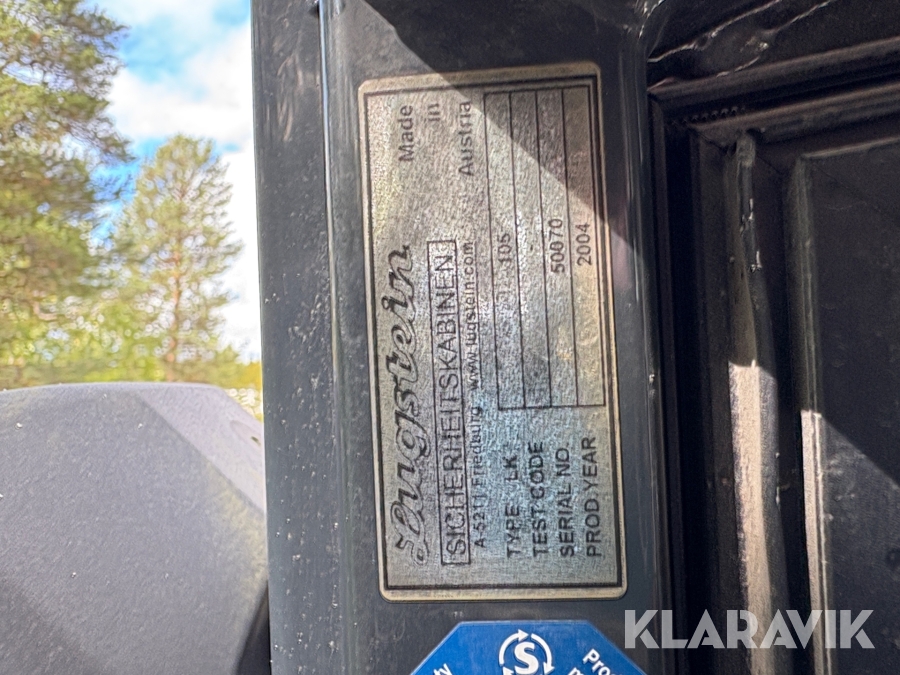 Lugstein
Made in Austria
SICHERHEITSKABINEN
A-5211 Friedburg www.lugstein.com
TYPE LK 105
TEST CODE
SERIAL NO. 50070
PROD.YEAR 2004
S
KLARAVIK